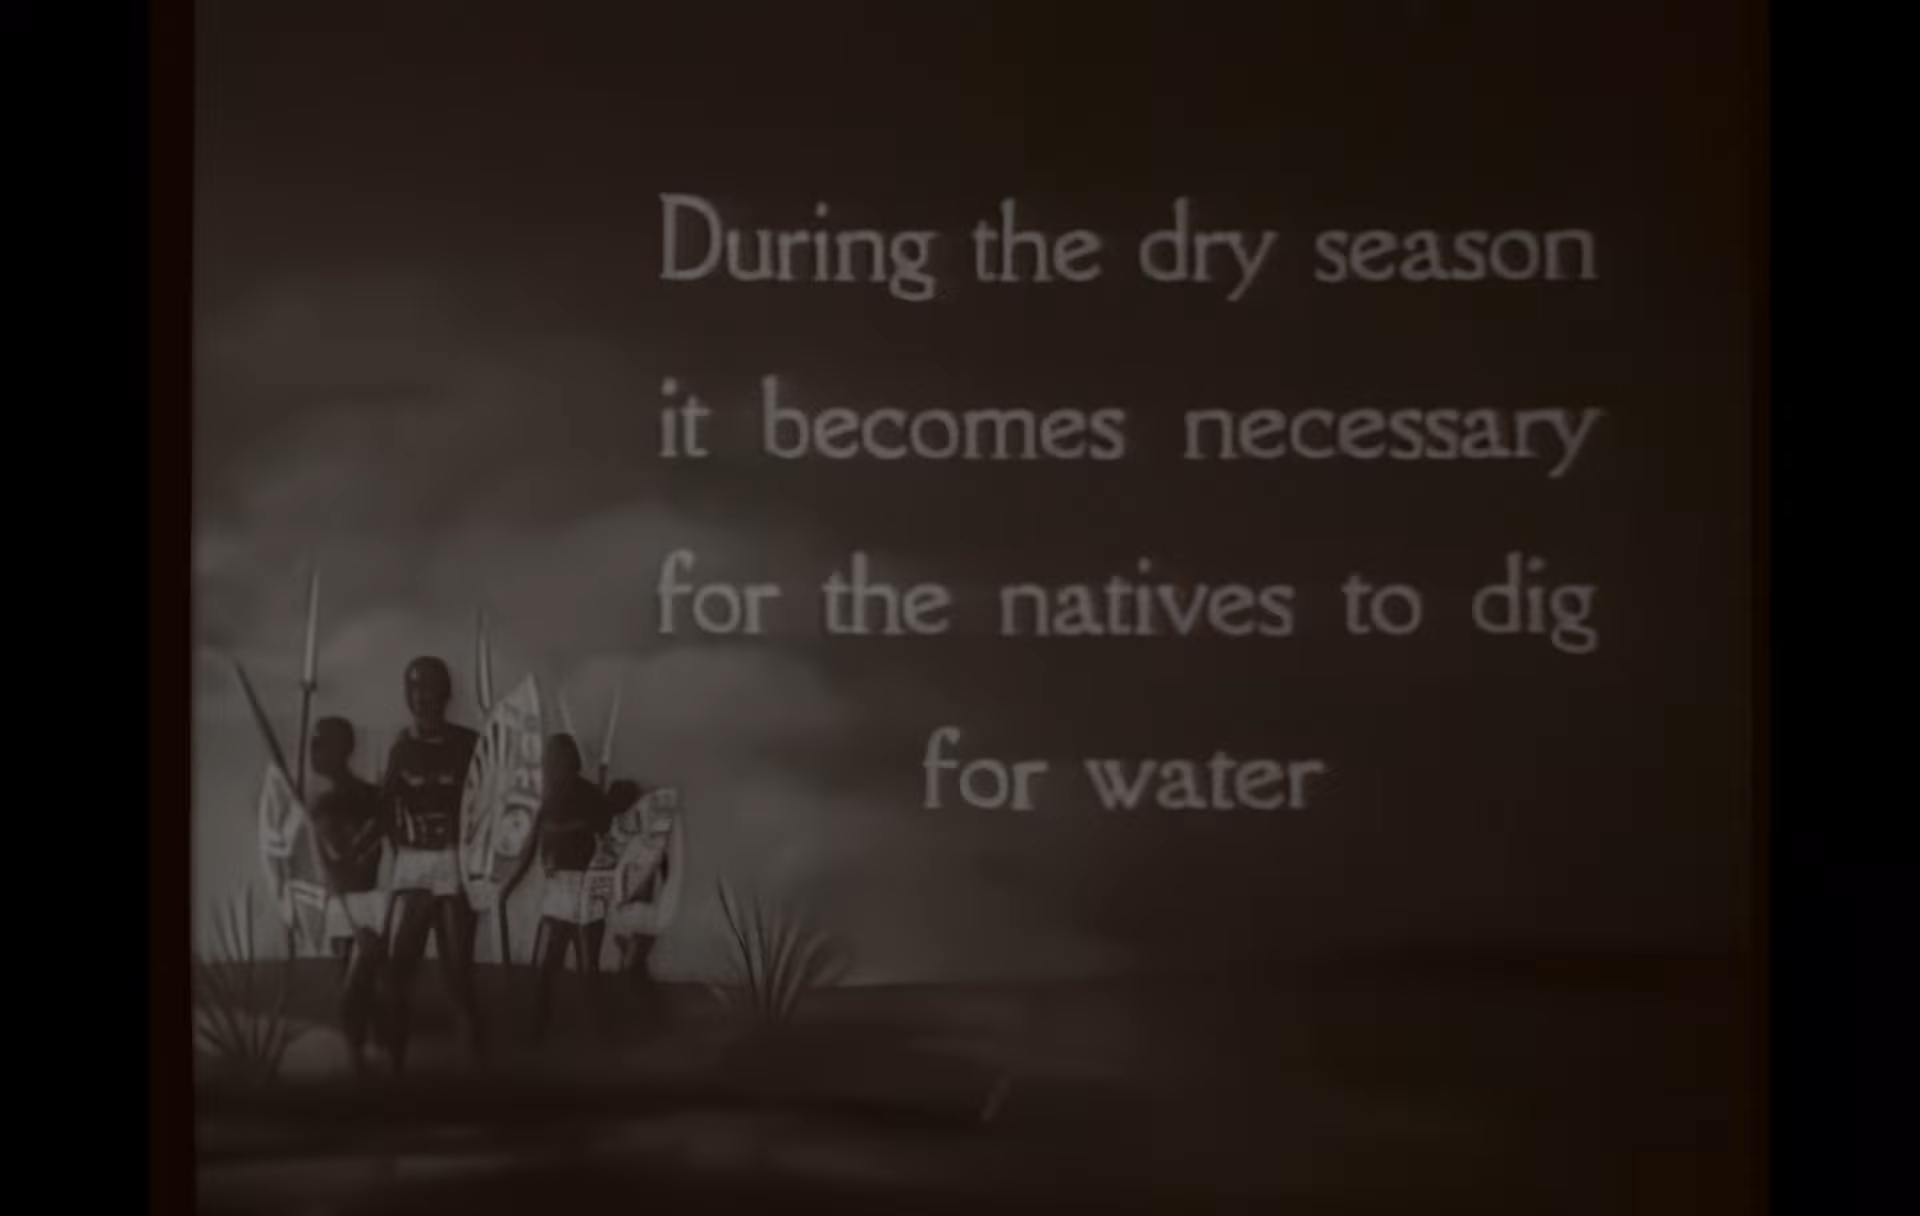 During the dry season
it becomes necessary
for the natives to dig
for water